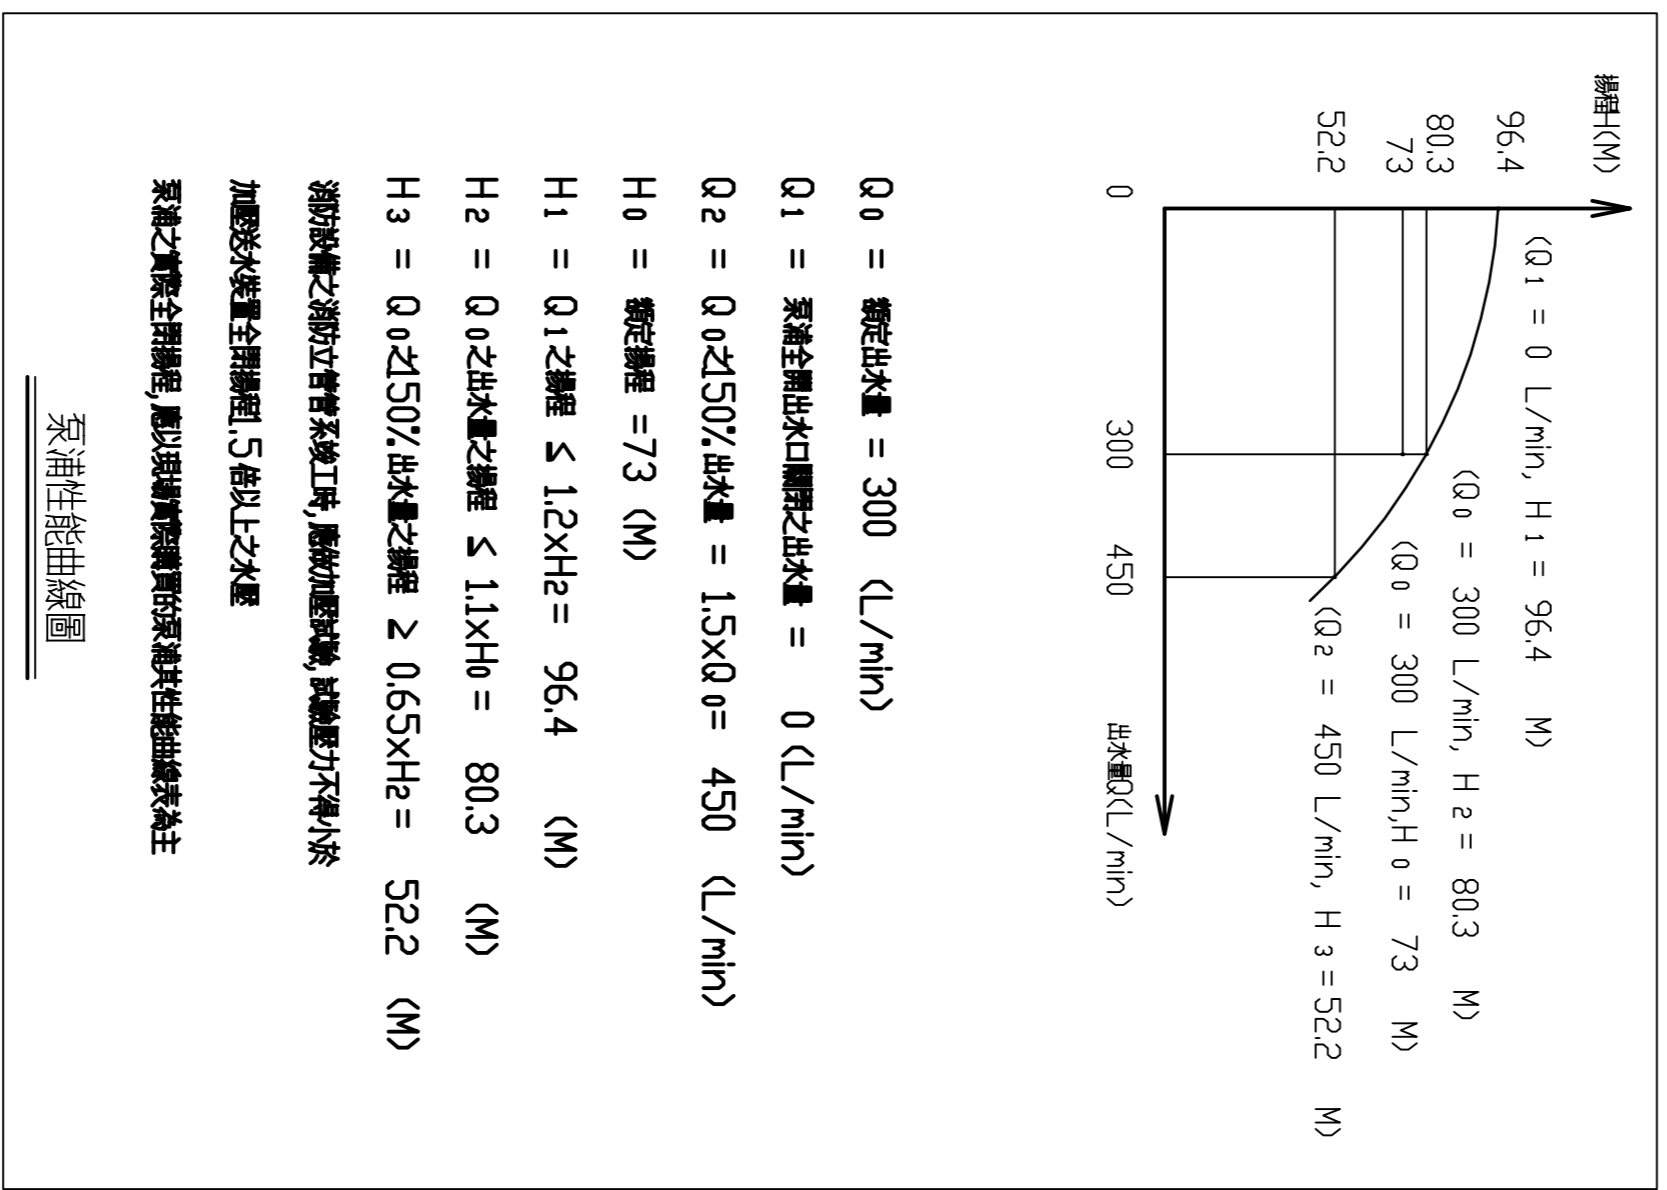 揚程H(M)
96.4
80.3
73
52.2
(Q1 = 0 L/min, H1 = 96.4 M)
(Q0 = 300 L/min, H2 = 80.3 M)
(Q0 = 300 L/min,H0 = 73 M)
(Q2 = 450 L/min, H3 =52.2 M)
0 300 450 出水量Q(L/min)
Q0 = 額定出水量 = 300 (L/min)
Q1 = 泵浦全開出水口關閉之出水量 = 0 (L/min)
Q2 = Q0之150%出水量 = 1.5xQ0= 450 (L/min)
H0 = 額定揚程 =73 (M)
H1 = Q1之揚程 ≤ 1.2xH2= 96.4 (M)
H2 = Q0之出水量之揚程 ≤ 1.1xH0= 80.3 (M)
H3 = Q0之150%出水量之揚程 ≥ 0.65xH2= 52.2 (M)
消防設備之消防立管管系竣工時,應做加壓試驗,試驗壓力不得小於
加壓送水裝置全閉揚程1.5倍以上之水壓
泵浦之實際全閉揚程,應以現場實際購買的泵浦其性能曲線表為主
泵浦性能曲線圖